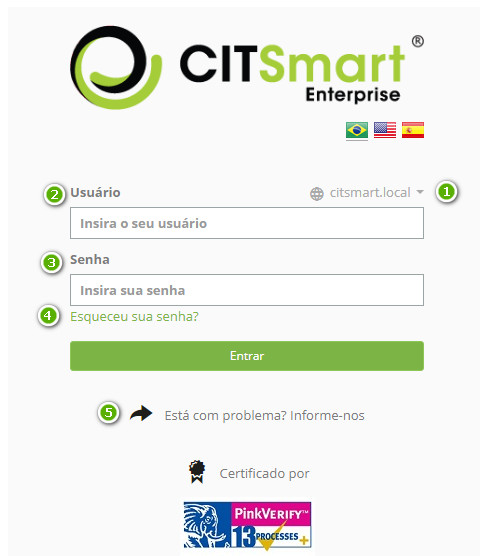 CITSmart®
Enterprise
2 Usuário citsmart.local 1
Insira o seu usuário
3 Senha
Insira sua senha
4 Esqueceu sua senha?
Entrar
5 Está com problema? Informe-nos
Certificado por
PinkVERIFY™
13 PROCESSES +